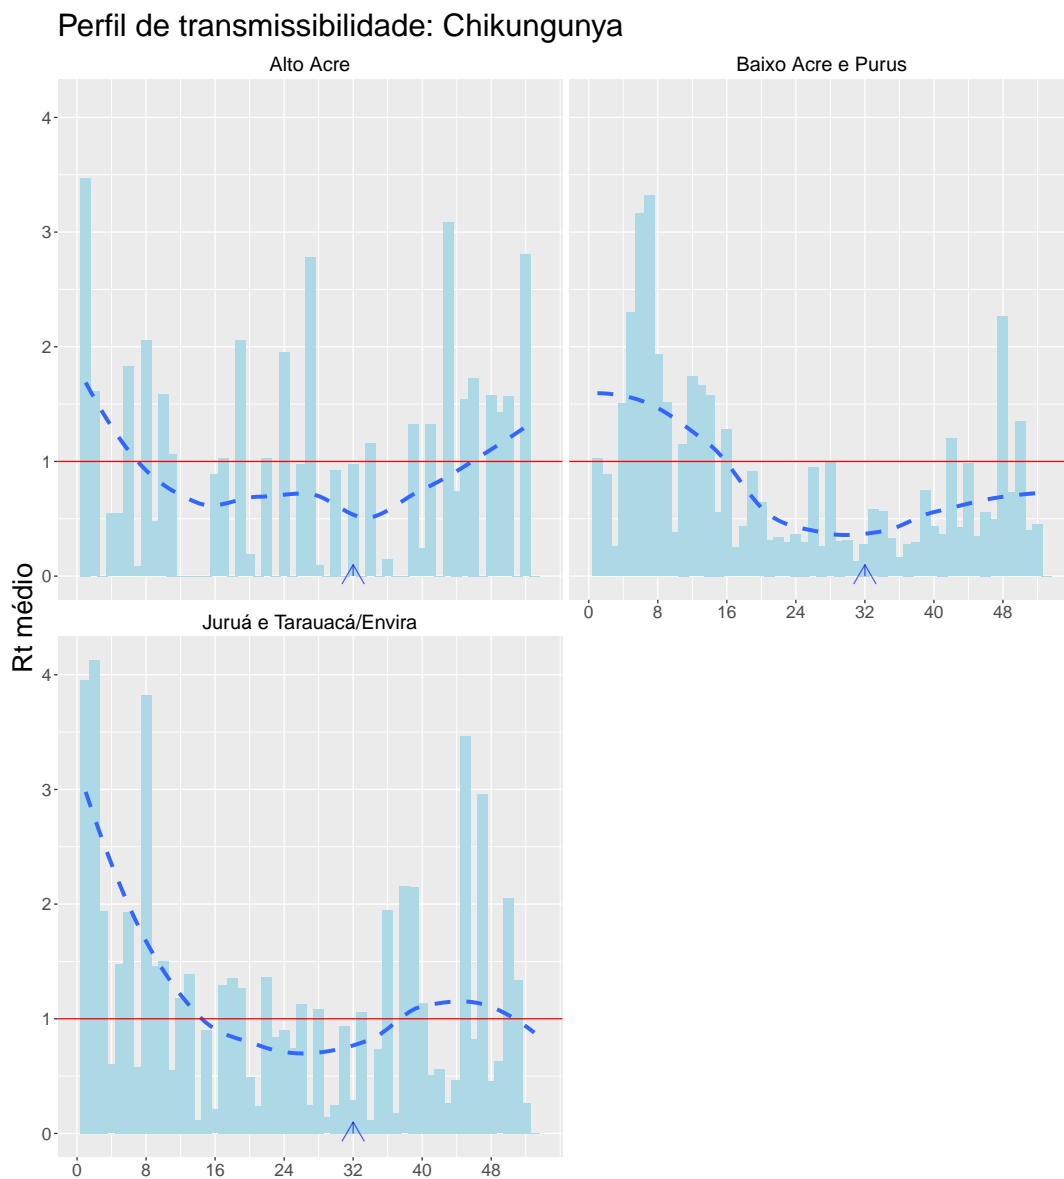 Perfil de transmissibilidade: Chikungunya
Alto Acre
Baixo Acre e Purus
4
3
2
1
0
0 8 16 24 32 40 48
Rt médio
Juruá e Tarauacá/Envira
4
3
2
1
0
0 8 16 24 32 40 48